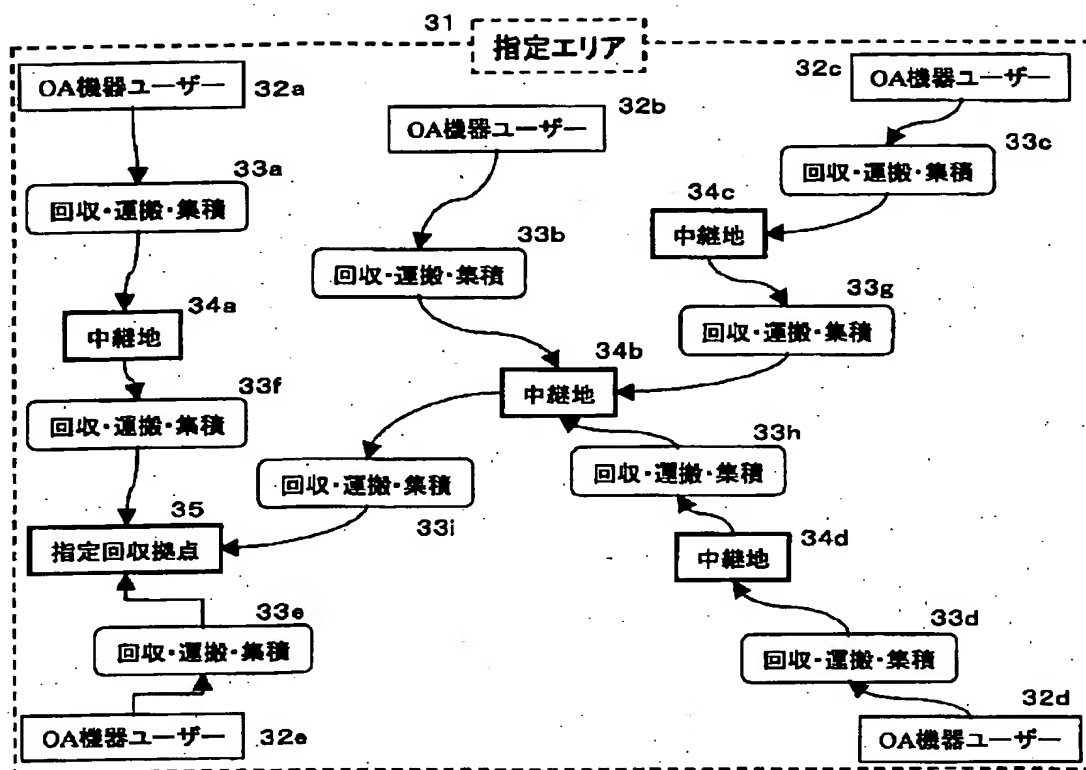 31
指定エリア
OA機器ユーザー
32a
32b
OA機器ユーザー
32c
OA機器ユーザー
33a
回収・運搬・集積
33b
回収・運搬・集積
33c
回収・運搬・集積
34c
中継地
34a
中継地
33g
回収・運搬・集積
34b
中継地
33f
回収・運搬・集積
33h
回収・運搬・集積
回収・運搬・集積
33i
35
指定回収拠点
34d
中継地
33e
回収・運搬・集積
33d
回収・運搬・集積
OA機器ユーザー
32e
32d
OA機器ユーザー